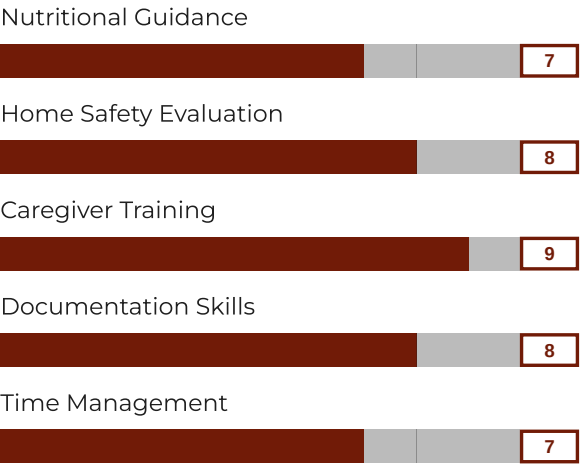 Nutritional Guidance
7
Home Safety Evaluation
8
Caregiver Training
9
Documentation Skills
8
Time Management
7